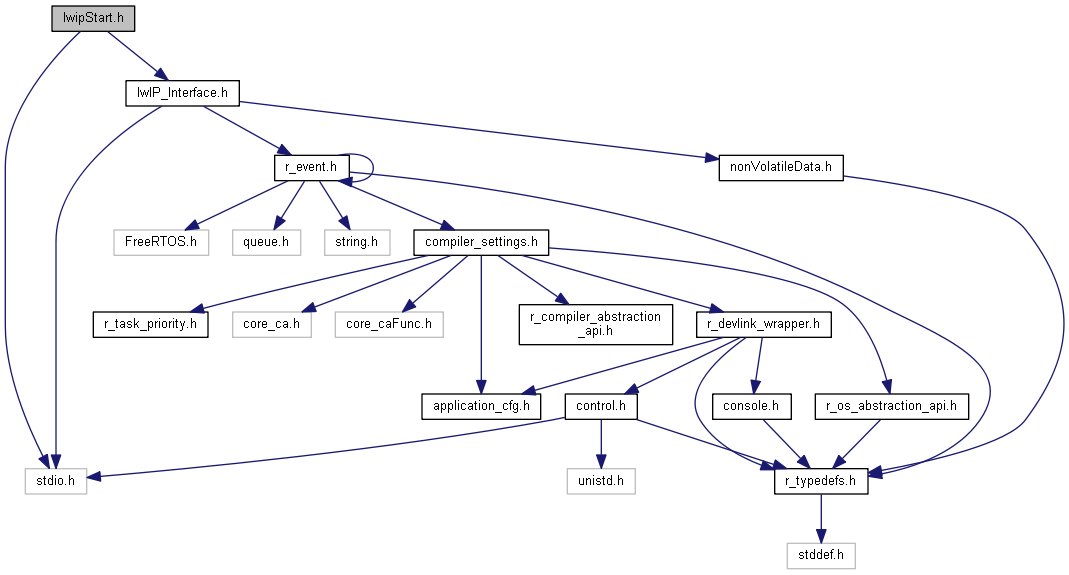 lwipStart.h
lwIP_Interface.h
r_event.h
nonVolatileData.h
FreeRTOS.h
queue.h
string.h
compiler_settings.h
r_task_priority.h
core_ca.h
core_caFunc.h
r_compiler_abstraction
_api.h
r_devlink_wrapper.h
application_cfg.h
control.h
console.h
r_os_abstraction_api.h
stdio.h
unistd.h
r_typedefs.h
stddef.h